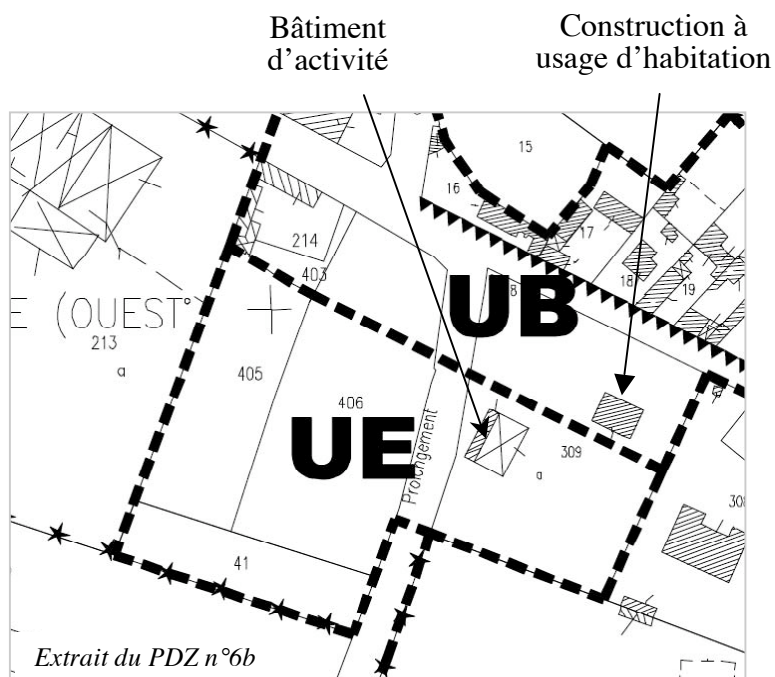 Bâtiment
d'activité
Construction à
usage d'habitation
15
16
17
214
403
18
19
UB
8
E (OUEST
213
a
405
406
UE
Prolongement
309
a
41
Extrait du PDZ n°6b